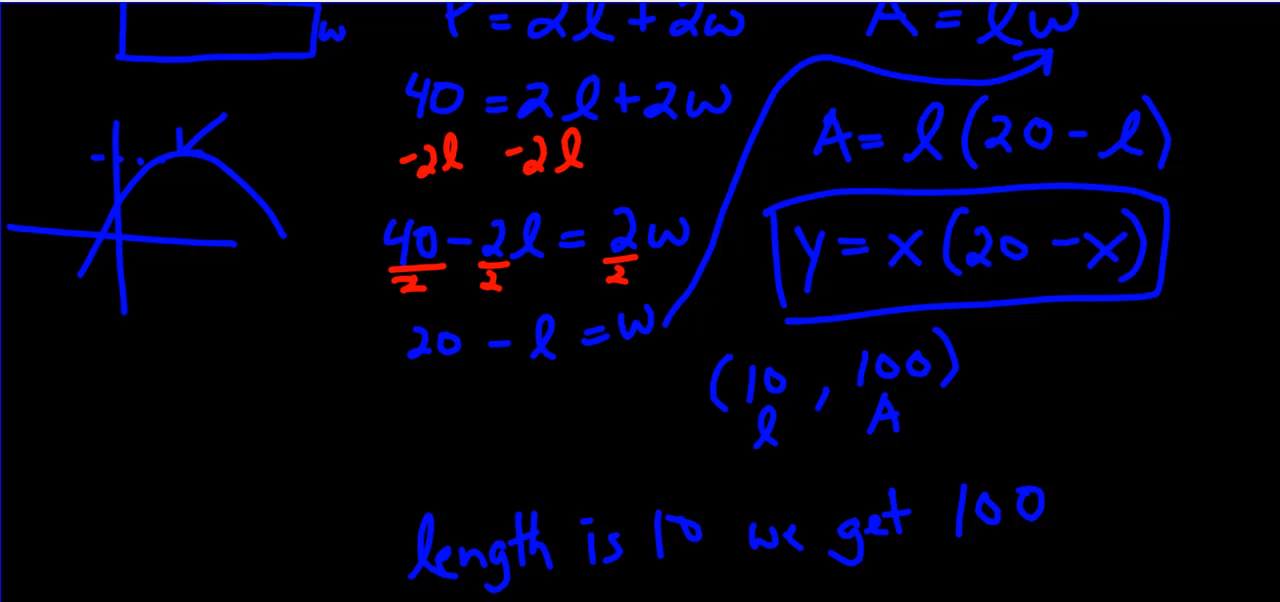 w
P = 2l + 2w
A = lw
40 = 2l + 2w
-2l -2l
A = l(20 - l)
40 - 2l = 2w
2 2 2
y = x(20 - x)
20 - l = w
(10, 100)
l A
length is 10 we get 100